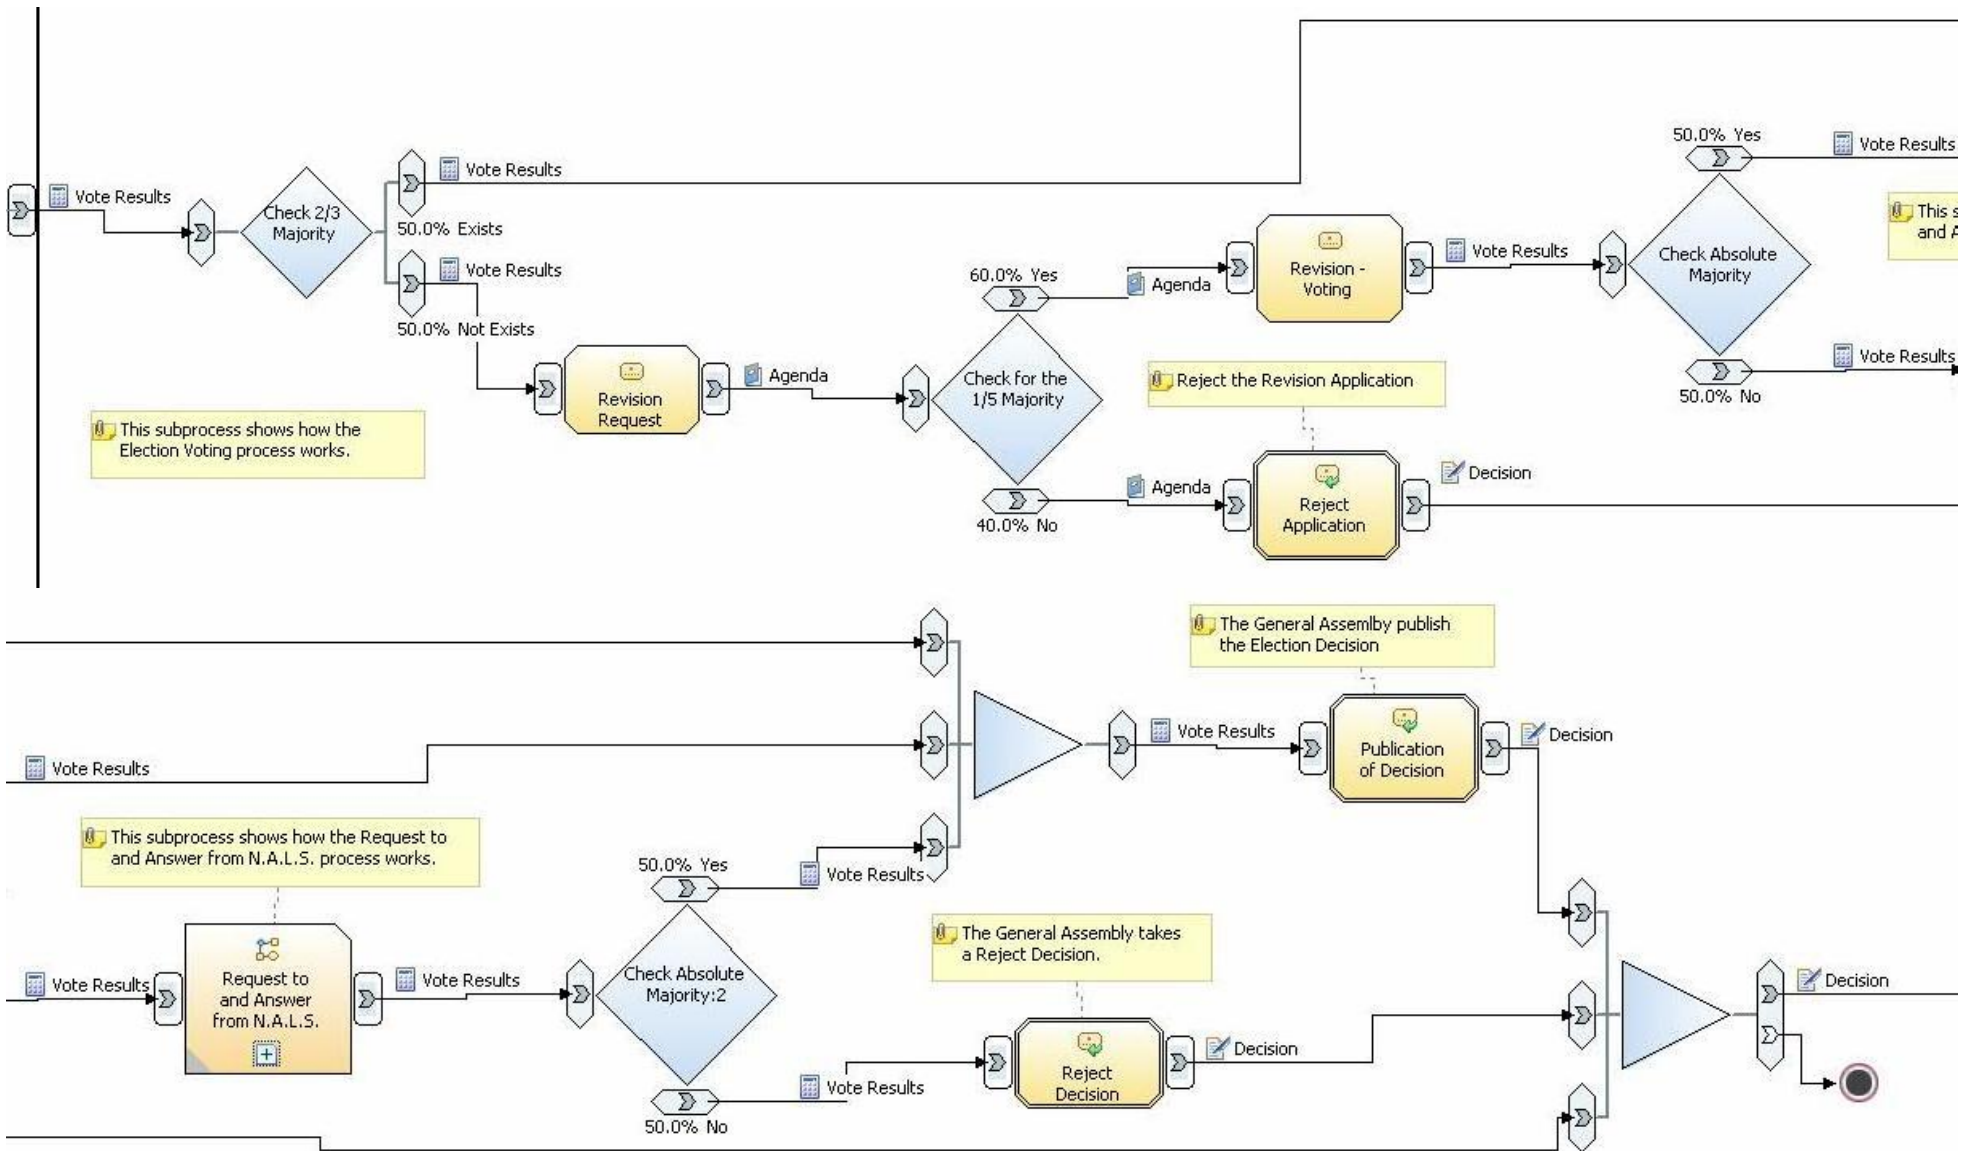 Vote Results
Check 2/3
Majority
Vote Results
50.0% Exists
Vote Results
50.0% Not Exists
This subprocess shows how the
Election Voting process works.
Revision
Request
Agenda
60.0% Yes
Check for the
1/5 Majority
40.0% No
Agenda
Revision -
Voting
Vote Results
Reject the Revision Application
Agenda
Reject
Application
Decision
50.0% Yes
Check Absolute
Majority
50.0% No
Vote Results
This s
and A
Vote Results
Vote Results
This subprocess shows how the Request to
and Answer from N.A.L.S. process works.
Vote Results
Request to
and Answer
from N.A.L.S.
Vote Results
50.0% Yes
Check Absolute
Majority:2
50.0% No
Vote Results
Vote Results
The General Assemlby publish
the Election Decision
Vote Results
Publication
of Decision
Decision
The General Assembly takes
a Reject Decision.
Reject
Decision
Decision
Decision